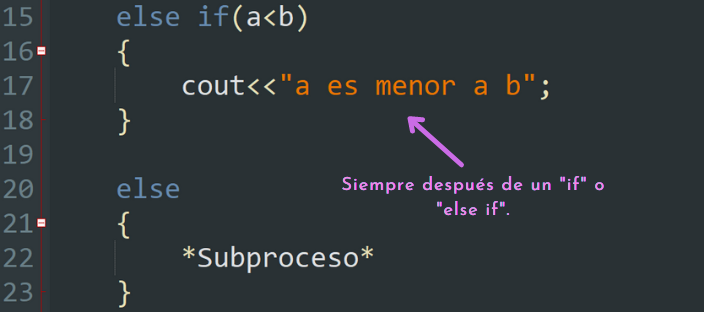 15 else if(a<b)
16 {
17 cout<<"a es menor a b";
18 }
19
20 else
Siempre después de un "if" o
"else if".
21 {
22 *Subproceso*
23 }